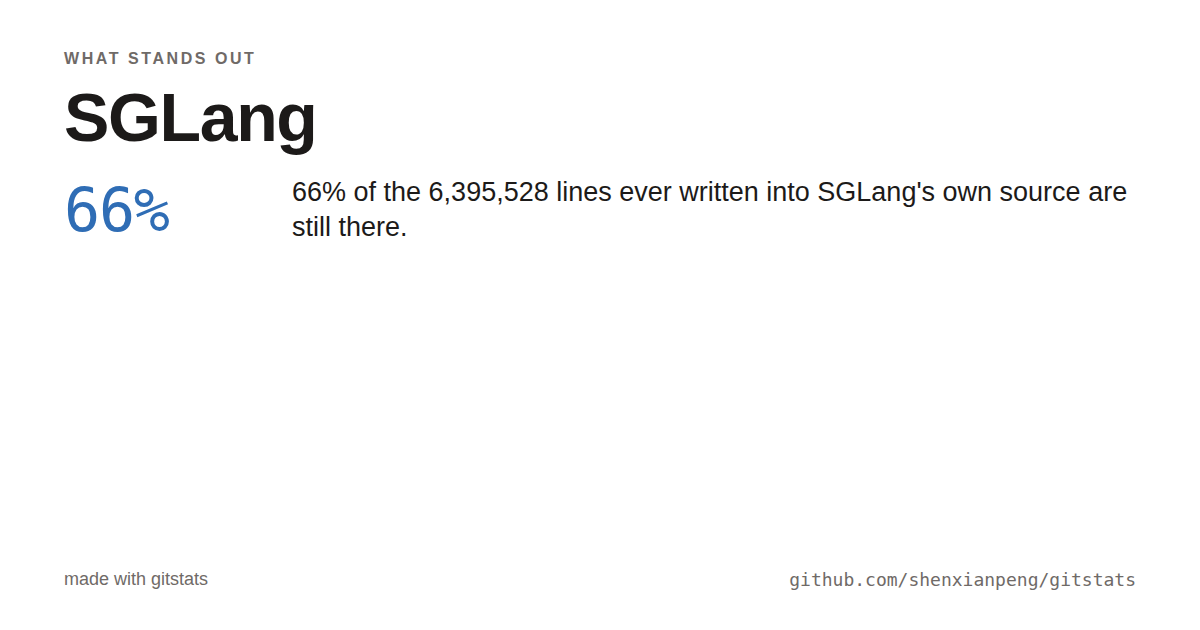 WHAT STANDS OUT
SGLang
66%
66% of the 6,395,528 lines ever written into SGLang's own source are
still there.
made with gitstats
github.com/shenxianpeng/gitstats